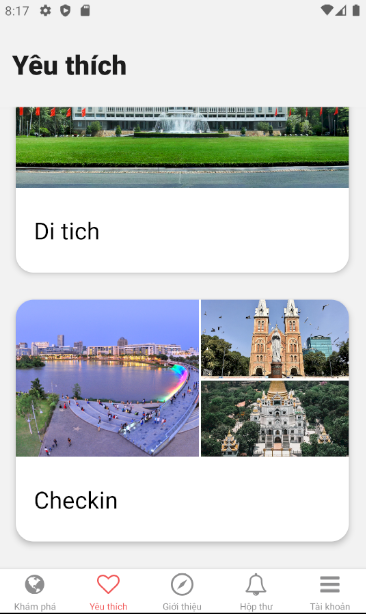 8:17
Yêu thích
Di tich
Checkin
Khám phá
Yêu thích
Giới thiệu
Hộp thư
Tài khoản